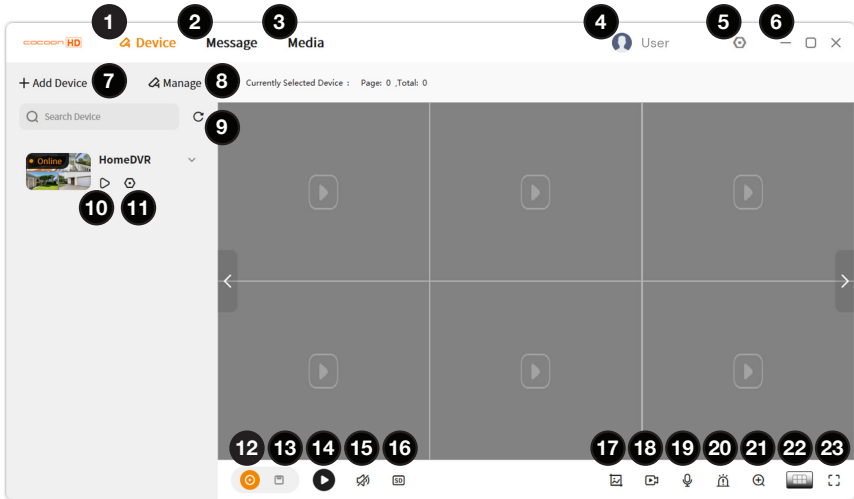 1 2 3 4 5 6
cocoon HD Device Message Media User
+ Add Device 7 Manage 8 Currently Selected Device : Page: 0 ,Total: 0
Search Device 9
Online HomeDVR
10 11
12 13 14 15 16 17 18 19 20 21 22 23
SD